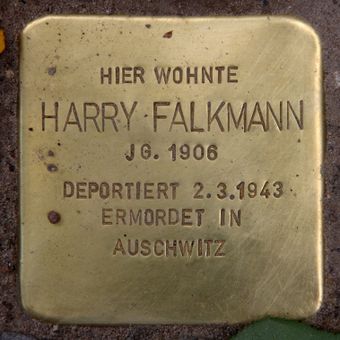 HIER WOHNTE
HARRY FALKMANN
JG. 1906
DEPORTIERT 2.3.1943
ERMORDET IN
AUSCHWITZ